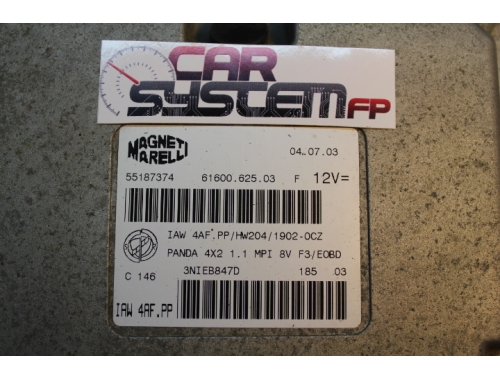 CAR
SYSTEM FP
MAGNETI
MARELLI
04..07.03
55187374 61600.625.03 F 12V=
IAW 4AF.PP/HW204/1902-0CZ
PANDA 4X2 1.1 MPI 8V F3/EOBD
C 146 3NIEB847D 185 03
IAW 4AF.PP